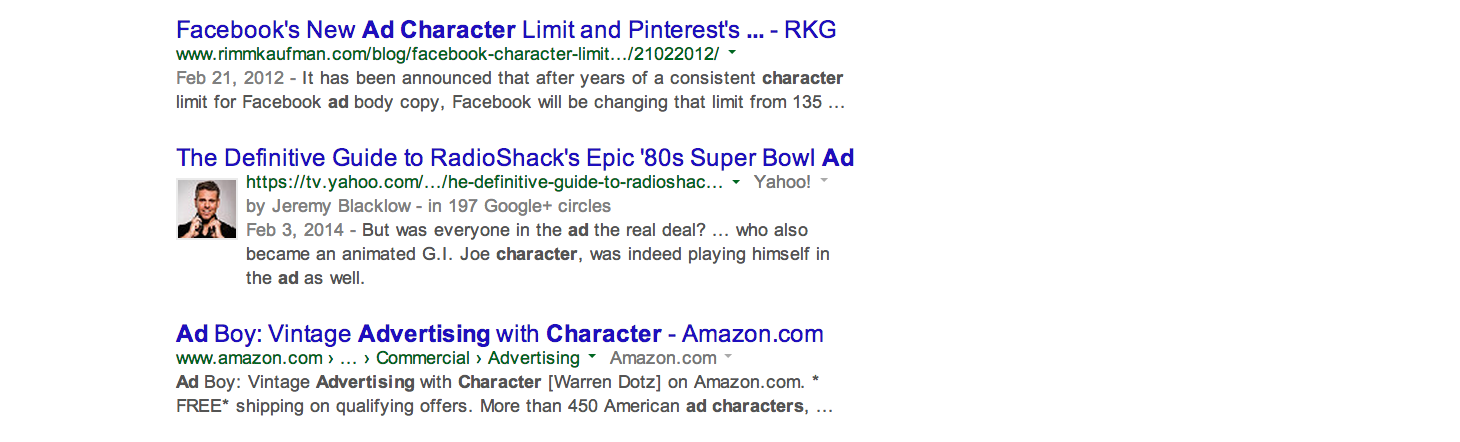 Facebook's New Ad Character Limit and Pinterest's ... - RKG
www.rimmkaufman.com/blog/facebook-character-limit.../21022012/
Feb 21, 2012 - It has been announced that after years of a consistent character
limit for Facebook ad body copy, Facebook will be changing that limit from 135 ...
The Definitive Guide to RadioShack's Epic '80s Super Bowl Ad
https://tv.yahoo.com/.../he-definitive-guide-to-radioshac... Yahoo!
by Jeremy Blacklow - in 197 Google+ circles
Feb 3, 2014 - But was everyone in the ad the real deal? ... who also
became an animated G.I. Joe character, was indeed playing himself in
the ad as well.
Ad Boy: Vintage Advertising with Character - Amazon.com
www.amazon.com › ... › Commercial › Advertising Amazon.com
Ad Boy: Vintage Advertising with Character [Warren Dotz] on Amazon.com. *
FREE* shipping on qualifying offers. More than 450 American ad characters, ...